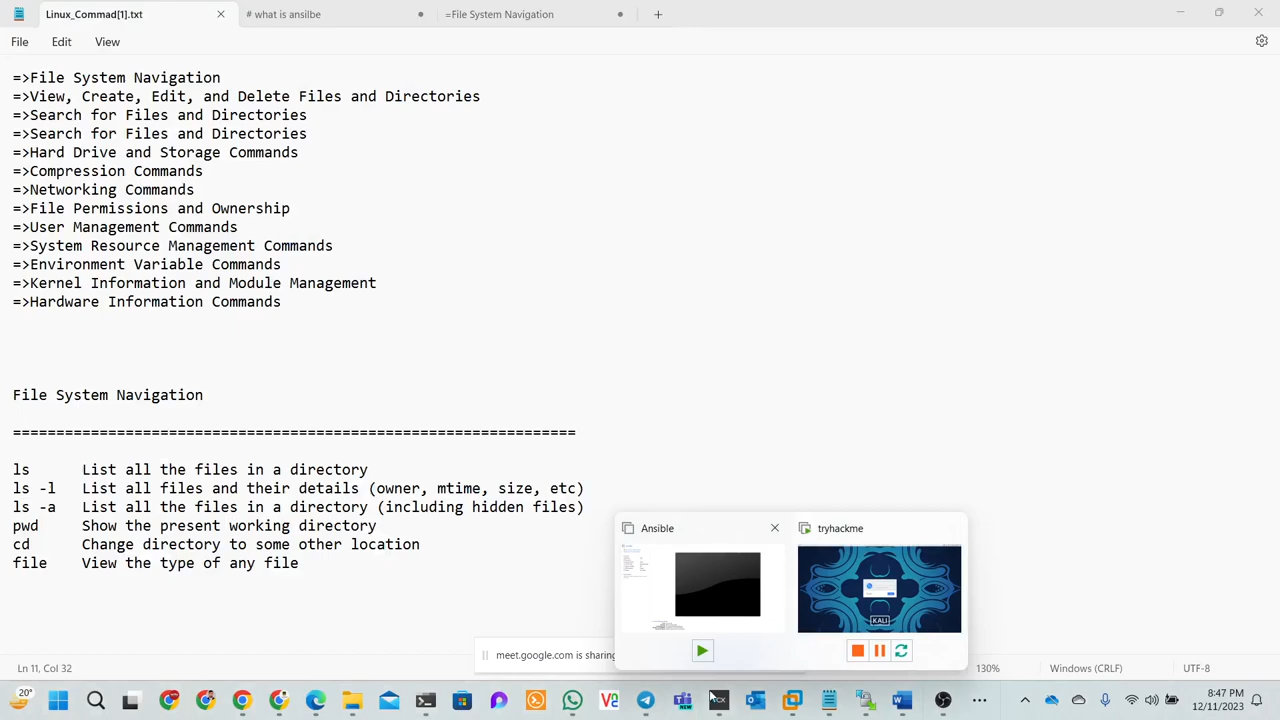 Linux_Commad[1].txt
# what is ansilbe
=File System Navigation
File Edit View
=>File System Navigation
=>View, Create, Edit, and Delete Files and Directories
=>Search for Files and Directories
=>Search for Files and Directories
=>Hard Drive and Storage Commands
=>Compression Commands
=>Networking Commands
=>File Permissions and Ownership
=>User Management Commands
=>System Resource Management Commands
=>Environment Variable Commands
=>Kernel Information and Module Management
=>Hardware Information Commands
File System Navigation
==================================================================
ls List all the files in a directory
ls -l List all files and their details (owner, mtime, size, etc)
ls -a List all the files in a directory (including hidden files)
pwd Show the present working directory
cd Change directory to some other location
file View the type of any file
Ansible
tryhackme
KALI
meet.google.com is sharing
Ln 11, Col 32
130%
Windows (CRLF)
UTF-8
20°
8:47 PM
12/11/2023